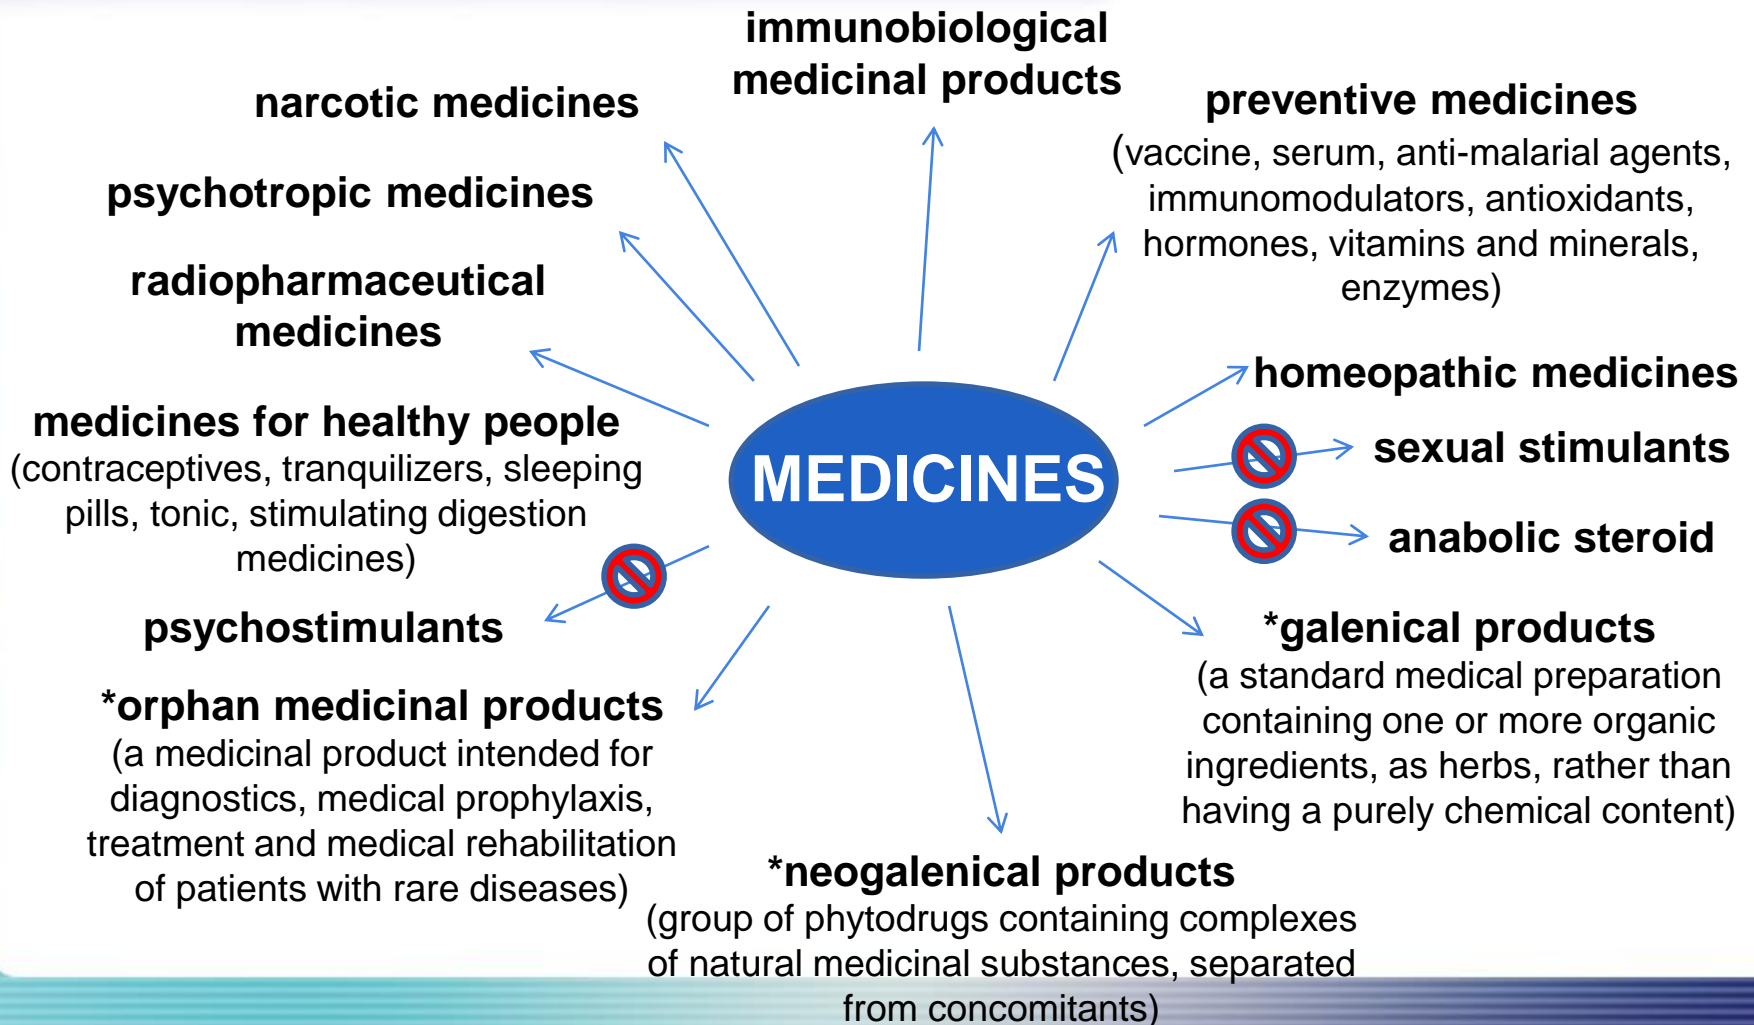 immunobiological
medicinal products
narcotic medicines
preventive medicines
(vaccine, serum, anti-malarial agents,
immunomodulators, antioxidants,
hormones, vitamins and minerals,
enzymes)
psychotropic medicines
radiopharmaceutical
medicines
homeopathic medicines
medicines for healthy people
(contraceptives, tranquilizers, sleeping
pills, tonic, stimulating digestion
medicines)
MEDICINES
sexual stimulants
anabolic steroid
psychostimulants
*galenical products
(a standard medical preparation
containing one or more organic
ingredients, as herbs, rather than
having a purely chemical content)
*orphan medicinal products
(a medicinal product intended for
diagnostics, medical prophylaxis,
treatment and medical rehabilitation
of patients with rare diseases)
*neogalenical products
(group of phytodrugs containing complexes
of natural medicinal substances, separated
from concomitants)